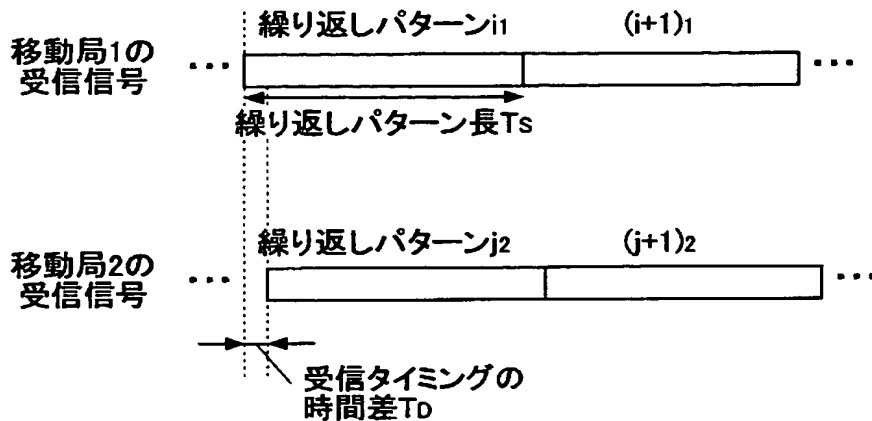 繰り返しパターンi1 (i+1)1
移動局1の
受信信号
･･･ ･･･
繰り返しパターン長Ts
繰り返しパターンj2 (j+1)2
移動局2の
受信信号
･･･ ･･･
受信タイミングの
時間差TD